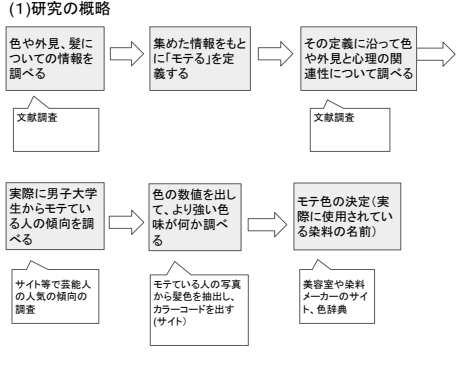 (1)研究の概略
色や外見、髪に
ついての情報を
調べる
集めた情報をもと
に「モテる」を定
義する
その定義に沿って色
や外見と心理の関
連性について調べる
文献調査
文献調査
実際に男子大学
生からモテてい
る人の傾向を調
べる
色の数値を出し
て、より強い色
味が何か調べ
る
モテ色の決定(実
際に使用されてい
る染料の名前)
サイト等で芸能人
の人気の傾向の
調査
モテている人の写真
から髪色を抽出し、
カラーコードを出す
(サイト)
美容室や染料
メーカーのサイ
ト、色辞典